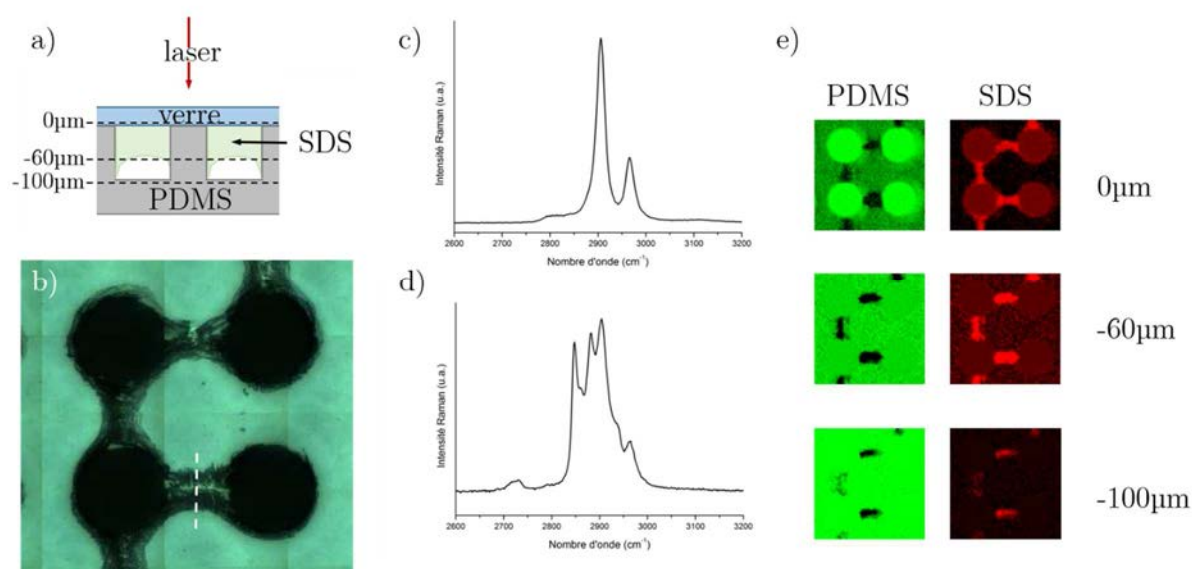 a)
laser
verre
0µm
-60µm
-100µm
SDS
PDMS
b)
c)
Intensité Raman (u.a.)
2600 2700 2800 2900 3000 3100 3200
Nombre d'onde (cm⁻¹)
d)
Intensité Raman (u.a.)
2600 2700 2800 2900 3000 3100 3200
Nombre d'onde (cm⁻¹)
e)
PDMS SDS
0µm
-60µm
-100µm